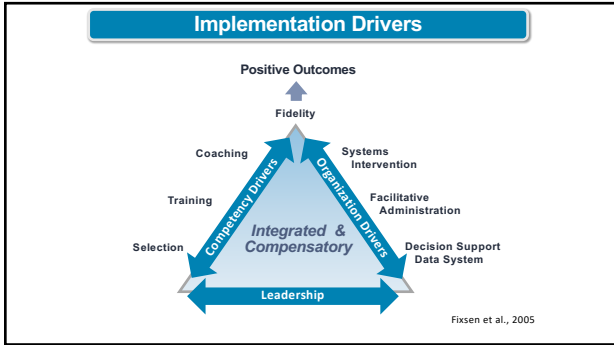 Implementation Drivers
Positive Outcomes
Fidelity
Coaching
Training
Selection
Competency Drivers
Integrated &
Compensatory
Organization Drivers
Systems
Intervention
Facilitative
Administration
Decision Support
Data System
Leadership
Fixsen et al., 2005